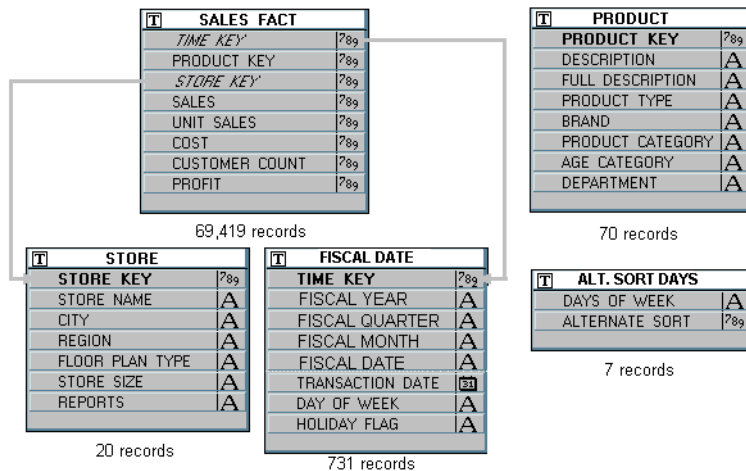 T SALES FACT
TIME KEY 789
PRODUCT KEY 789
STORE KEY 789
SALES 789
UNIT SALES 789
COST 789
CUSTOMER COUNT 789
PROFIT 789
69,419 records
T PRODUCT
PRODUCT KEY 789
DESCRIPTION A
FULL DESCRIPTION A
PRODUCT TYPE A
BRAND A
PRODUCT CATEGORY A
AGE CATEGORY A
DEPARTMENT A
70 records
T STORE
STORE KEY 789
STORE NAME A
CITY A
REGION A
FLOOR PLAN TYPE A
STORE SIZE A
REPORTS A
20 records
T FISCAL DATE
TIME KEY 789
FISCAL YEAR A
FISCAL QUARTER A
FISCAL MONTH A
FISCAL DATE A
TRANSACTION DATE 31
DAY OF WEEK A
HOLIDAY FLAG A
731 records
T ALT. SORT DAYS
DAYS OF WEEK A
ALTERNATE SORT 789
7 records